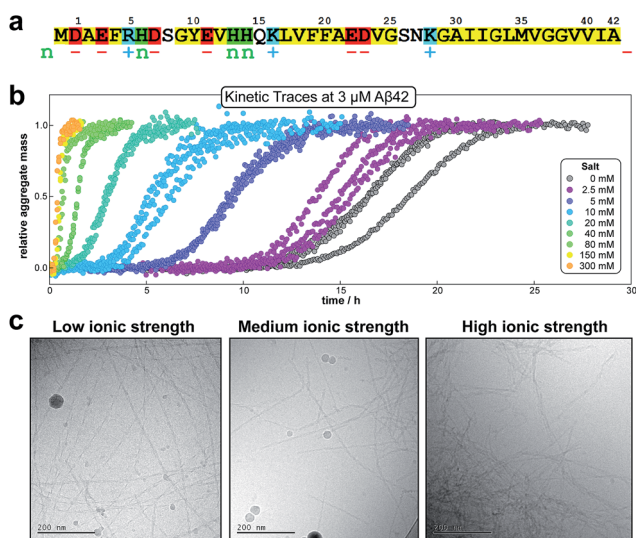 a
1 5 10 15 20 25 30 35 40 42
MDAEFRHDSGYEVHHQKLVFFAEDVGSNKGAIIGLMVGGVVIA
n − − + n − − n n + − − + −
b
Kinetic Traces at 3 µM Aβ42
relative aggregate mass
1.0
0.5
0.0
0 5 10 15 20 25 30
time / h
Salt
0 mM
2.5 mM
5 mM
10 mM
20 mM
40 mM
80 mM
150 mM
300 mM
c
Low ionic strength Medium ionic strength High ionic strength
200 nm 200 nm 200 nm